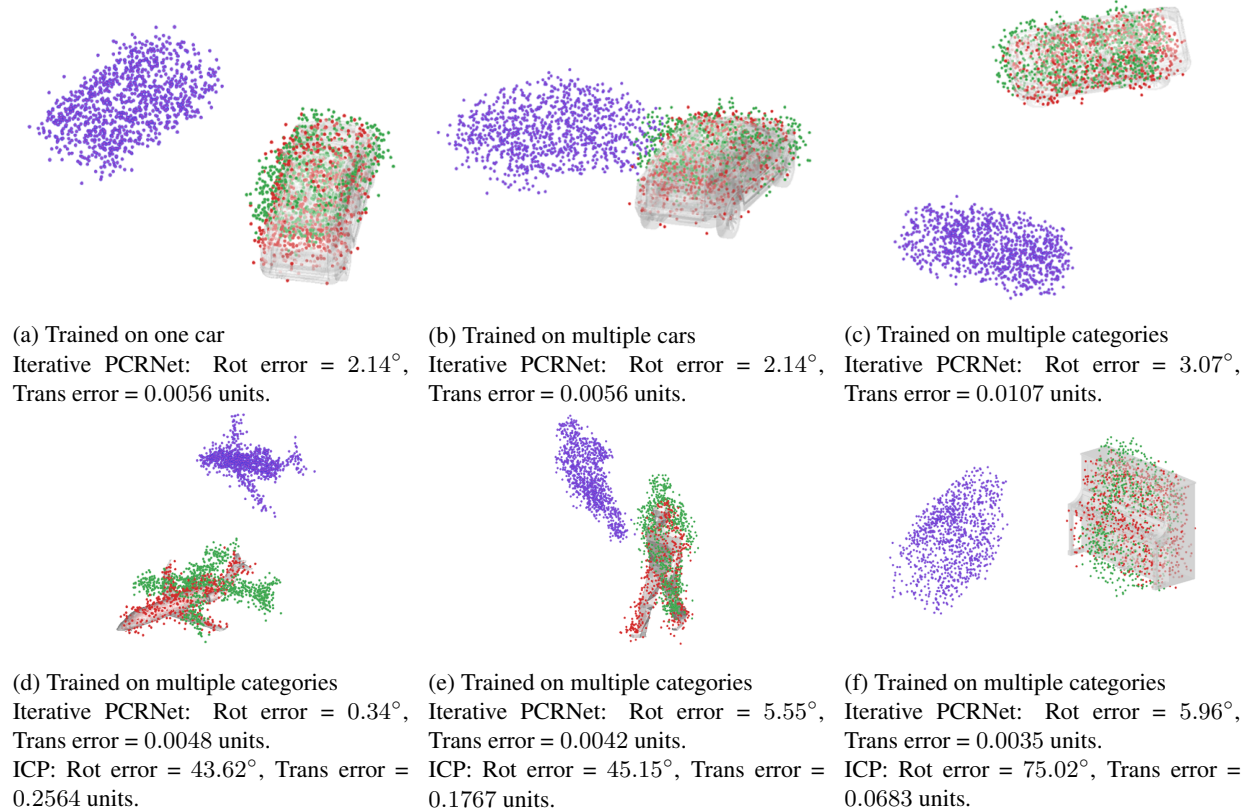 (a) Trained on one car
Iterative PCRNet: Rot error = 2.14°,
Trans error = 0.0056 units.
(b) Trained on multiple cars
Iterative PCRNet: Rot error = 2.14°,
Trans error = 0.0056 units.
(c) Trained on multiple categories
Iterative PCRNet: Rot error = 3.07°,
Trans error = 0.0107 units.
(d) Trained on multiple categories
Iterative PCRNet: Rot error = 0.34°,
Trans error = 0.0048 units.
ICP: Rot error = 43.62°, Trans error =
0.2564 units.
(e) Trained on multiple categories
Iterative PCRNet: Rot error = 5.55°,
Trans error = 0.0042 units.
ICP: Rot error = 45.15°, Trans error =
0.1767 units.
(f) Trained on multiple categories
Iterative PCRNet: Rot error = 5.96°,
Trans error = 0.0035 units.
ICP: Rot error = 75.02°, Trans error =
0.0683 units.